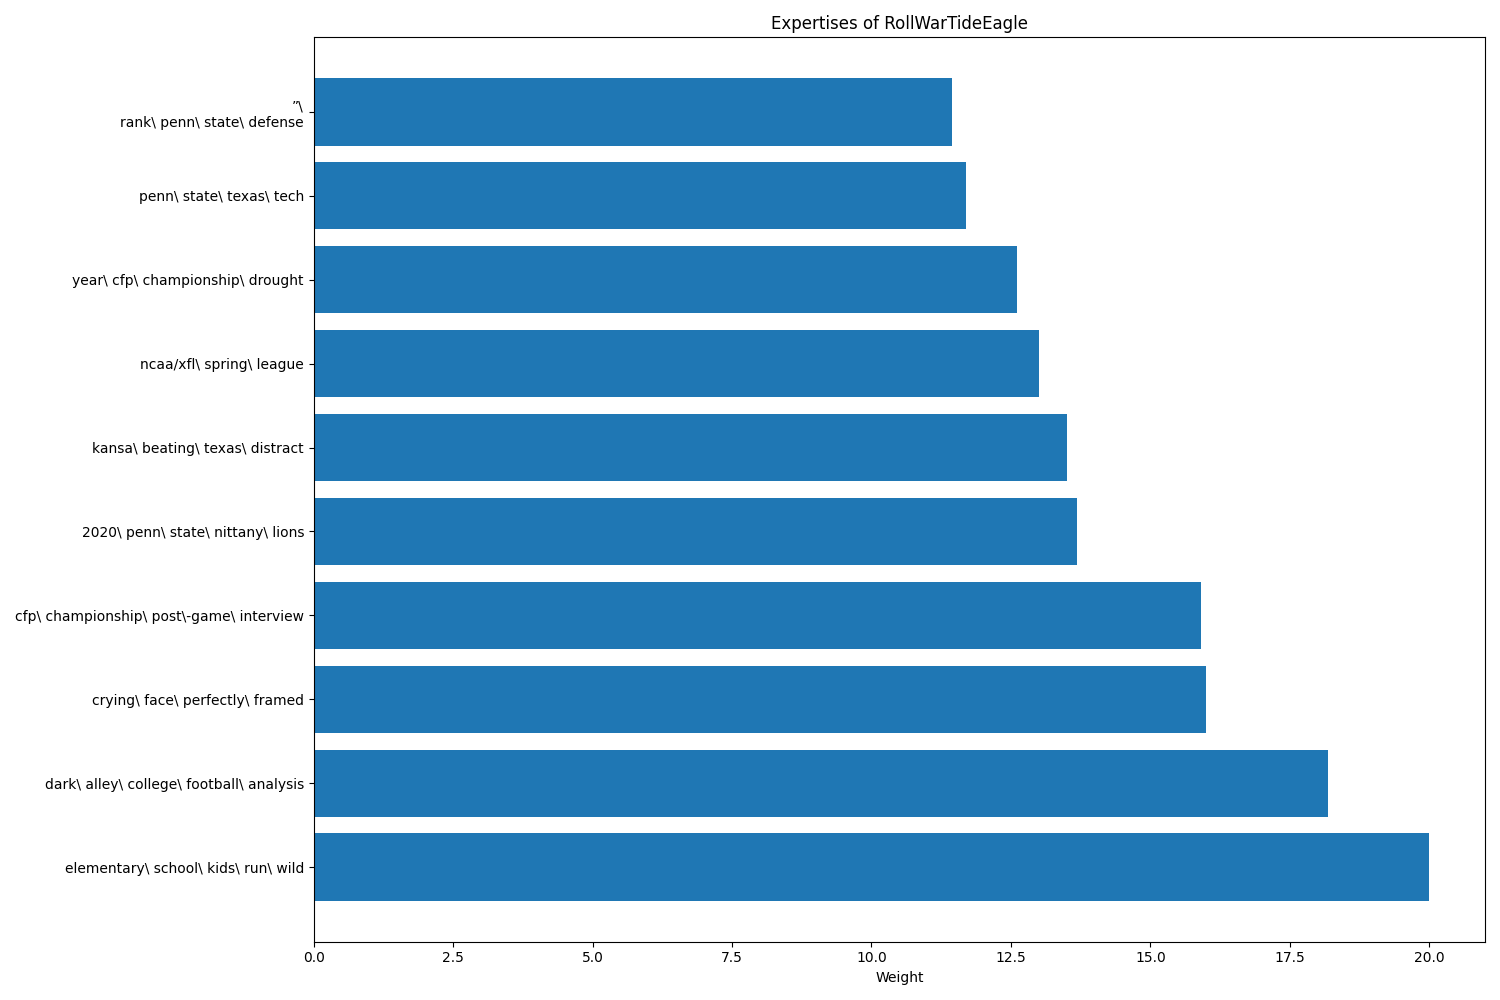 Expertises of RollWarTideEagle
”\
rank\ penn\ state\ defense
penn\ state\ texas\ tech
year\ cfp\ championship\ drought
ncaa/xfl\ spring\ league
kansa\ beating\ texas\ distract
2020\ penn\ state\ nittany\ lions
cfp\ championship\ post\-game\ interview
crying\ face\ perfectly\ framed
dark\ alley\ college\ football\ analysis
elementary\ school\ kids\ run\ wild
0.0 2.5 5.0 7.5 10.0 12.5 15.0 17.5 20.0
Weight